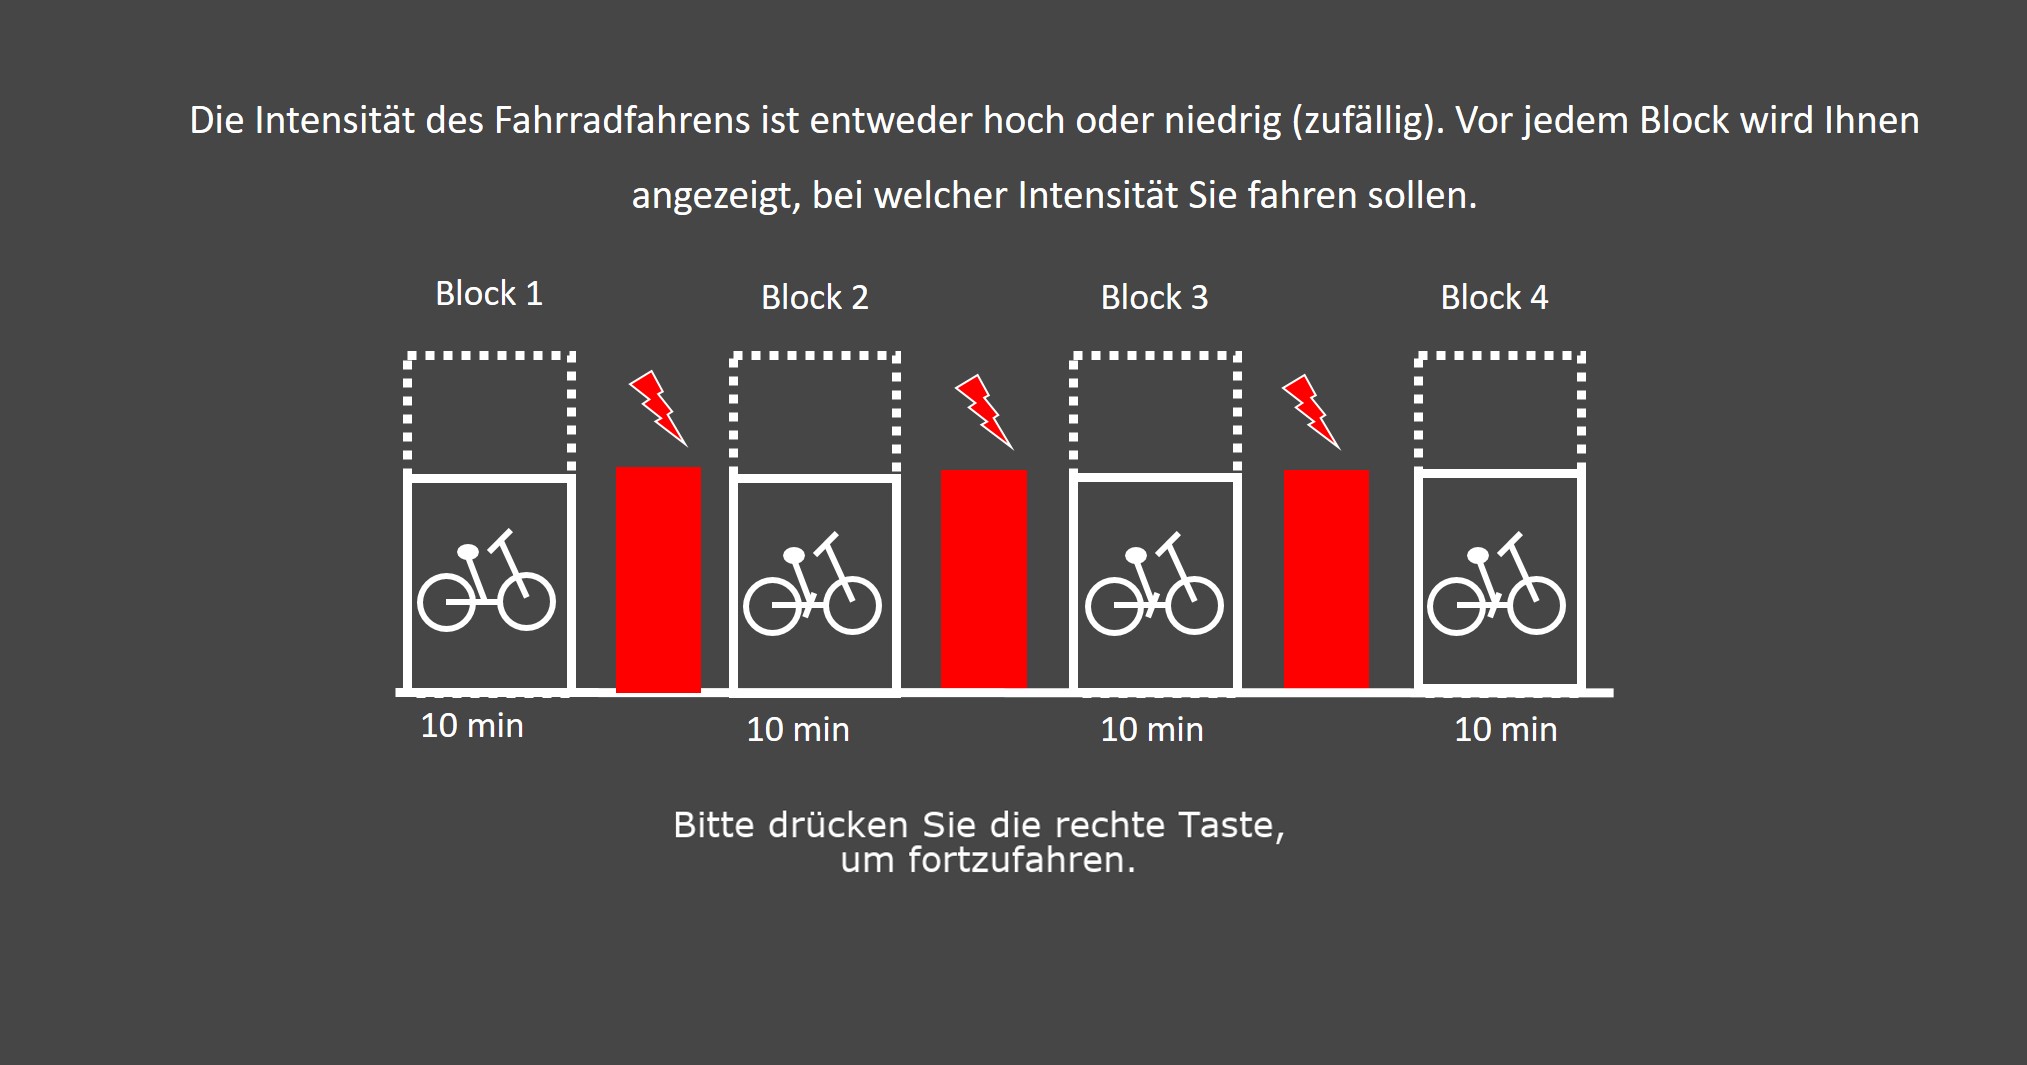 Die Intensität des Fahrradfahrens ist entweder hoch oder niedrig (zufällig). Vor jedem Block wird Ihnen
angezeigt, bei welcher Intensität Sie fahren sollen.
Block 1
Block 2
Block 3
Block 4
10 min
10 min
10 min
10 min
Bitte drücken Sie die rechte Taste,
um fortzufahren.